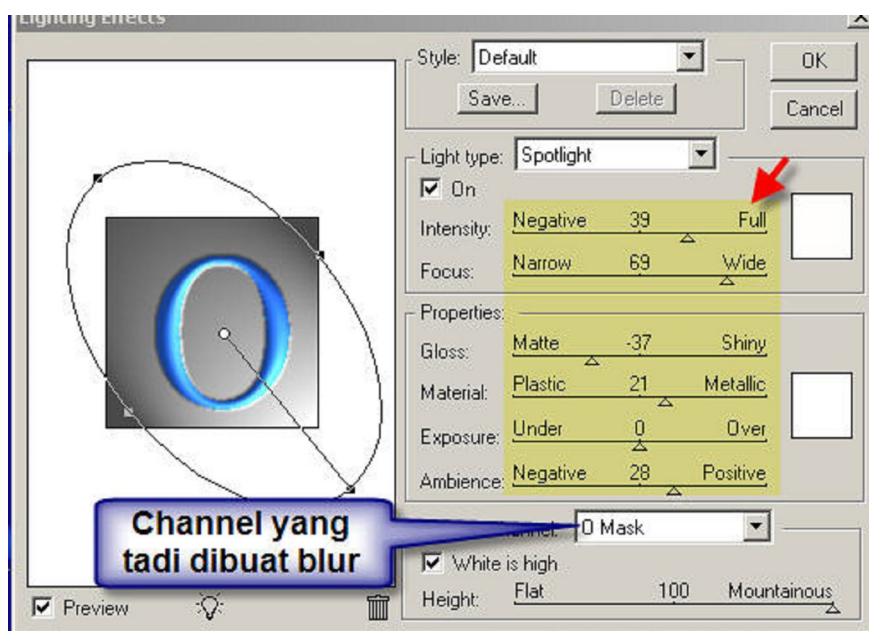 Lighting Effects
Style: Default
OK
Save...
Delete
Cancel
Light type: Spotlight
On
Intensity: Negative 39 Full
Focus: Narrow 69 Wide
Properties:
Gloss: Matte -37 Shiny
Material: Plastic 21 Metallic
Exposure: Under 0 Over
Ambience: Negative 28 Positive
O
Channel yang
tadi dibuat blur
O Mask
White is high
Height: Flat 100 Mountainous
Preview